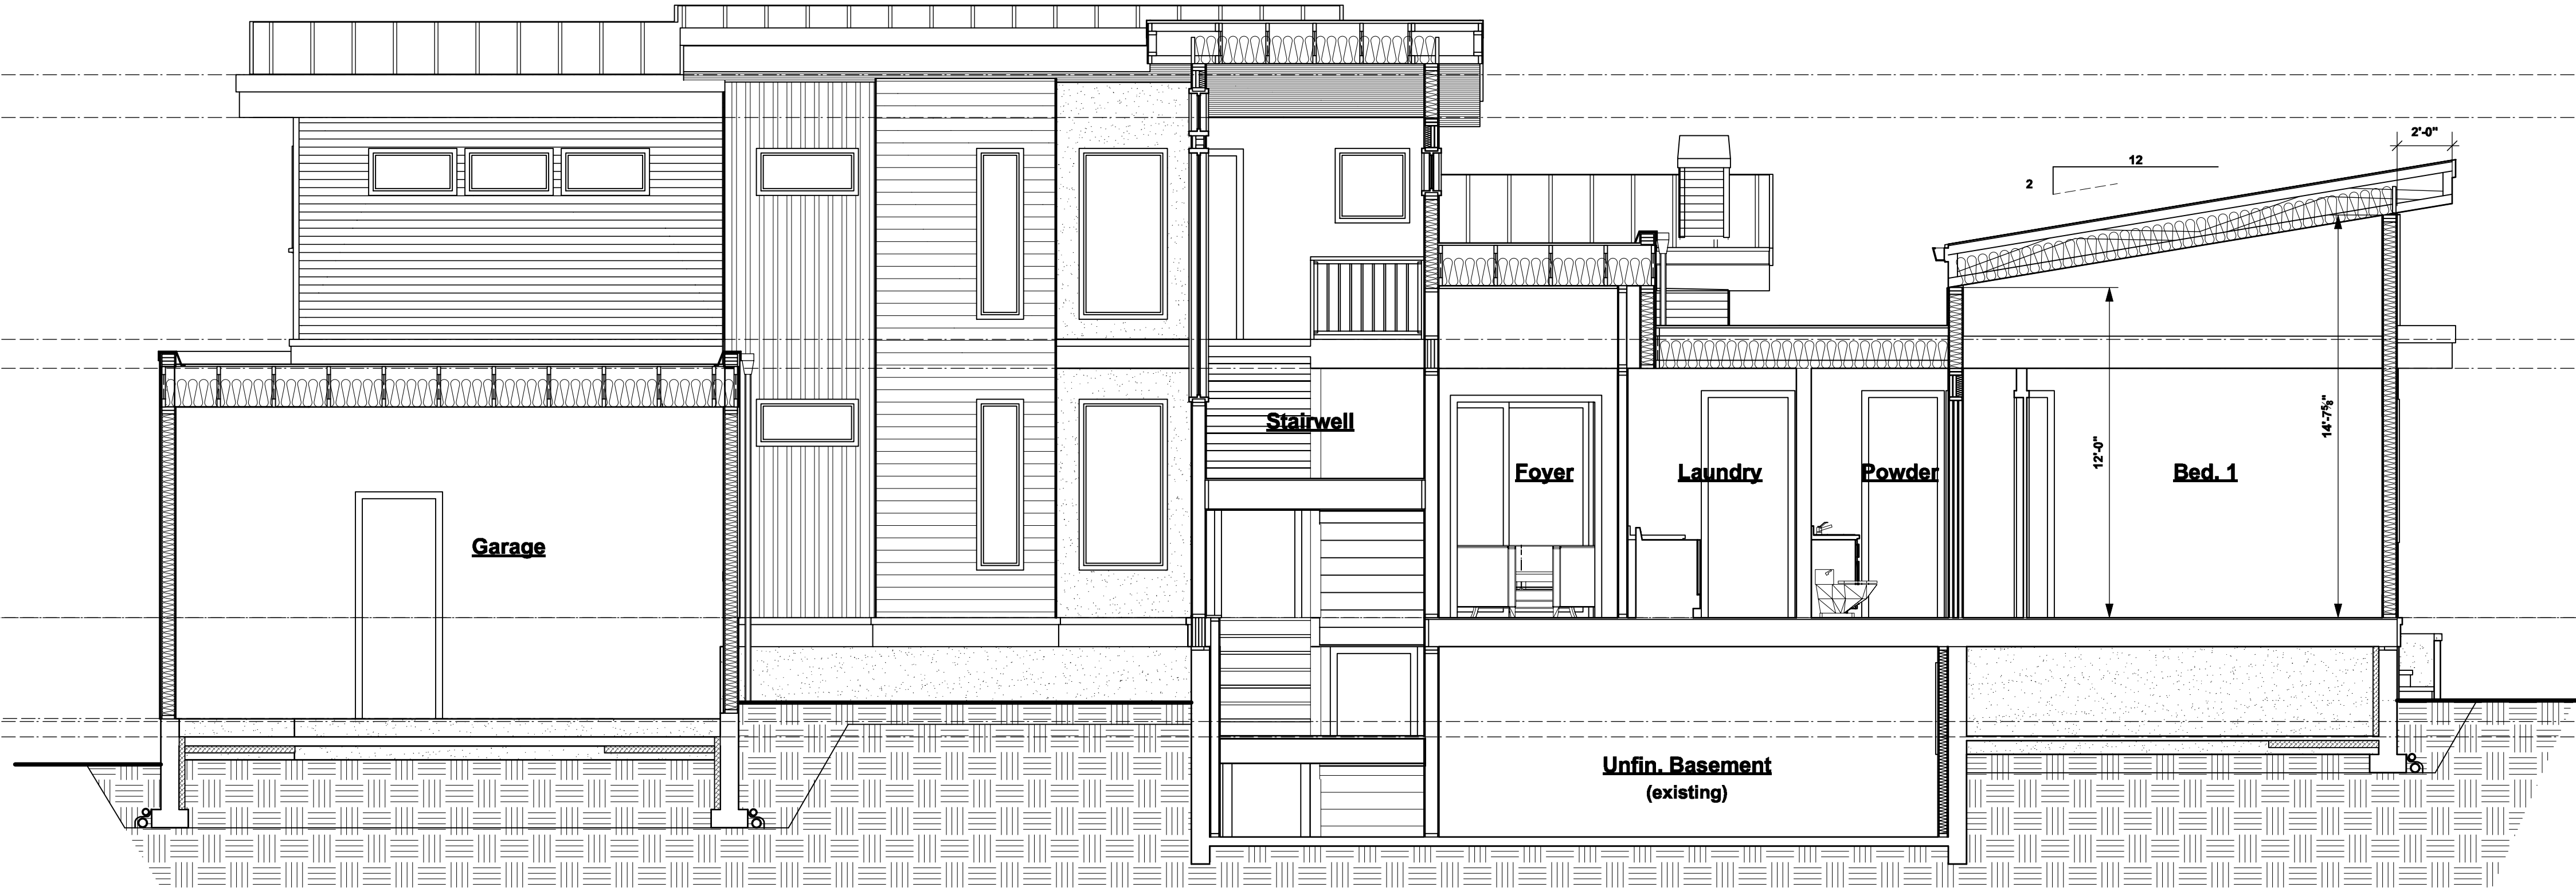 2'-0"
12
2
Stairwell
Foyer
Laundry
Powder
12'-0"
Bed. 1
14'-7⅝"
Garage
Unfin. Basement
(existing)